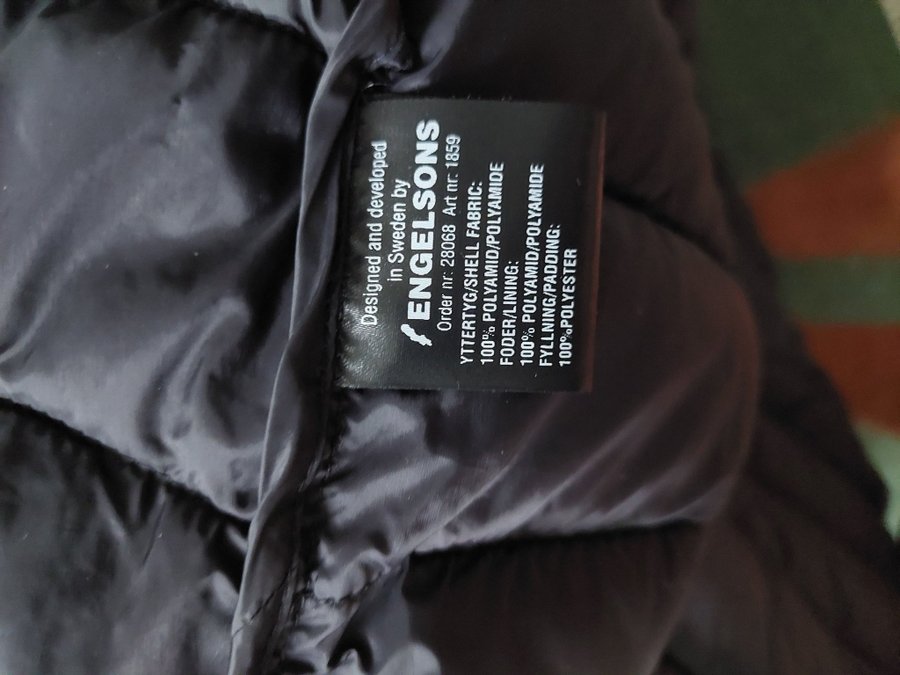 Designed and developed
in Sweden by
ENGELSONS
Order nr: 28068 Art nr: 1859
YTTERTYG/SHELL FABRIC:
100% POLYAMID/POLYAMIDE
FODER/LINING:
100% POLYAMID/POLYAMIDE
FYLLNING/PADDING:
100%POLYESTER